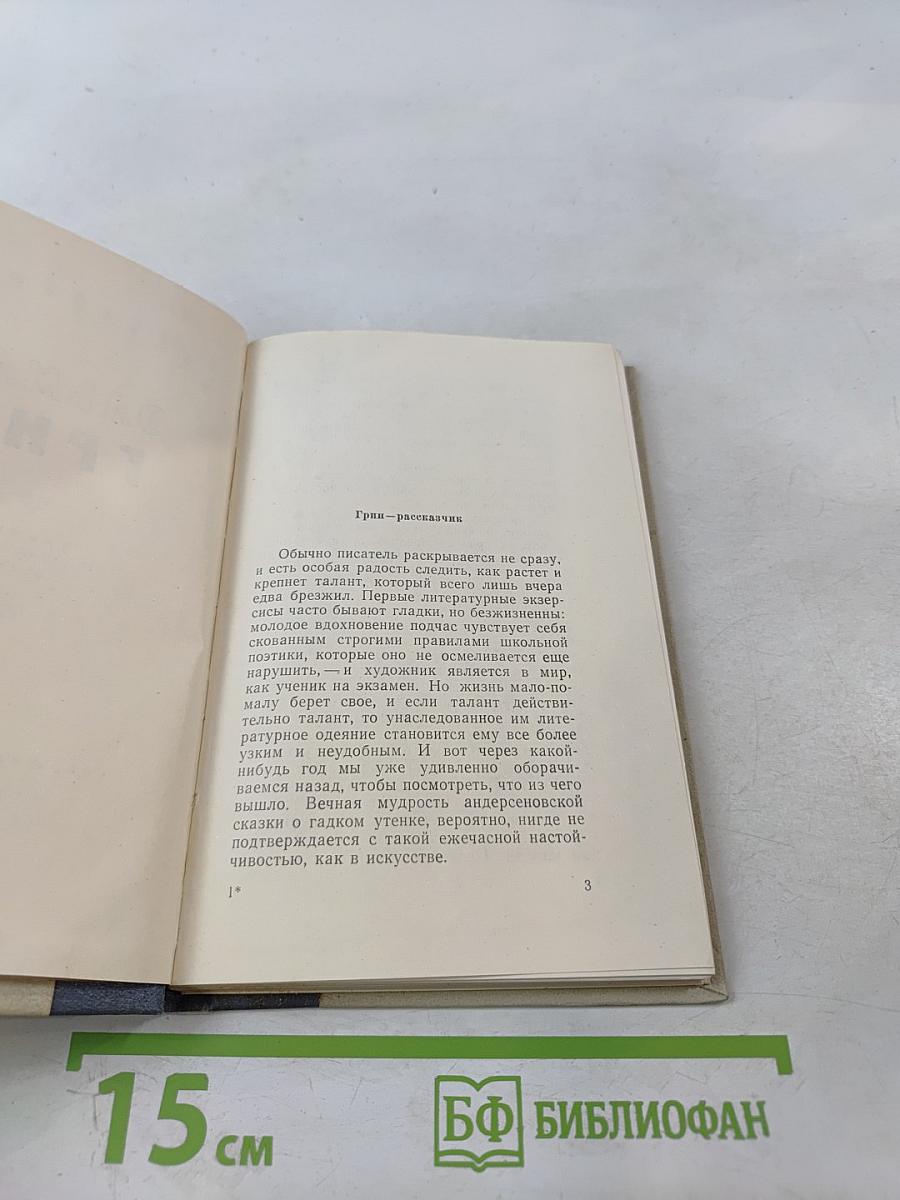 Грин—рассказчик
Обычно писатель раскрывается не сразу,
и есть особая радость следить, как растет и
крепнет талант, который всего лишь вчера
едва брезжил. Первые литературные экзер-
сисы часто бывают гладки, но безжизненны:
молодое вдохновение подчас чувствует себя
скованным строгими правилами школьной
поэтики, которые оно не осмеливается еще
нарушить, — и художник является в мир,
как ученик на экзамен. Но жизнь мало-по-
малу берет свое, и если талант действи-
тельно талант, то унаследованное им лите-
ратурное одеяние становится ему все более
узким и неудобным. И вот через какой-
нибудь год мы уже удивленно оборачи-
ваемся назад, чтобы посмотреть, что из чего
вышло. Вечная мудрость андерсеновской
сказки о гадком утенке, вероятно, нигде не
подтверждается с такой ежечасной настой-
чивостью, как в искусстве.
1* 3
15 см
БФ БИБЛИОФАН